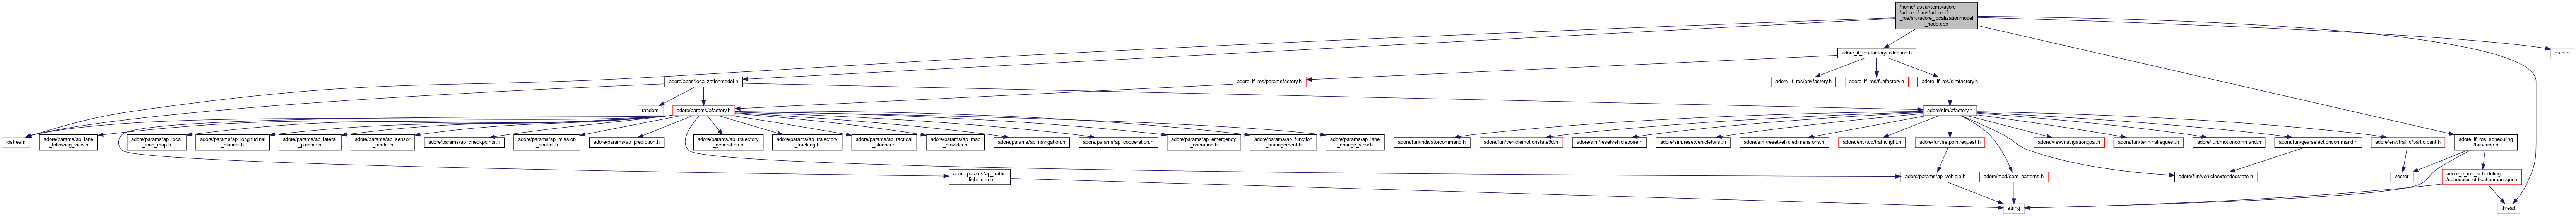 /home/fascar/temp/adore
/adore_if_ros/adore_if
_ros/src/adore_localizationmodel
_node.cpp
adore_if_ros/factorycollection.h
cstdlib
adore/apps/localizationmodel.h
adore_if_ros/paramsfactory.h
adore_if_ros/envfactory.h
adore_if_ros/funfactory.h
adore_if_ros/simfactory.h
random
adore/params/afactory.h
adore/sim/afactory.h
iostream
adore/params/ap_lane
_following_view.h
adore/params/ap_local
_road_map.h
adore/params/ap_longitudinal
_planner.h
adore/params/ap_lateral
_planner.h
adore/params/ap_sensor
_model.h
adore/params/ap_checkpoints.h
adore/params/ap_mission
_control.h
adore/params/ap_prediction.h
adore/params/ap_trajectory
_generation.h
adore/params/ap_trajectory
_tracking.h
adore/params/ap_tactical
_planner.h
adore/params/ap_map
_provider.h
adore/params/ap_navigation.h
adore/params/ap_cooperation.h
adore/params/ap_emergency
_operation.h
adore/params/ap_function
_management.h
adore/params/ap_lane
_change_view.h
adore/fun/indicatorcommand.h
adore/fun/vehiclemotionstate9d.h
adore/sim/resetvehiclepose.h
adore/sim/resetvehicletwist.h
adore/sim/resetvehicledimensions.h
adore/env/tcd/trafficlight.h
adore/fun/setpointrequest.h
adore/view/navigationgoal.h
adore/fun/terminalrequest.h
adore/fun/motioncommand.h
adore/fun/gearselectioncommand.h
adore/env/traffic/participant.h
adore_if_ros_scheduling
/baseapp.h
adore/params/ap_traffic
_light_sim.h
adore/params/ap_vehicle.h
adore/mad/com_patterns.h
adore/fun/vehicleextendedstate.h
vector
adore_if_ros_scheduling
/schedulernotificationmanager.h
string
thread